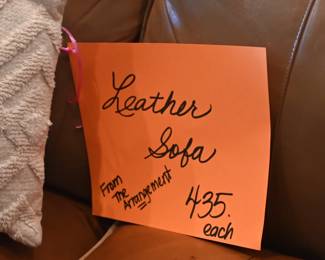 Leather
Sofa
From
The Arrangement
435.
each